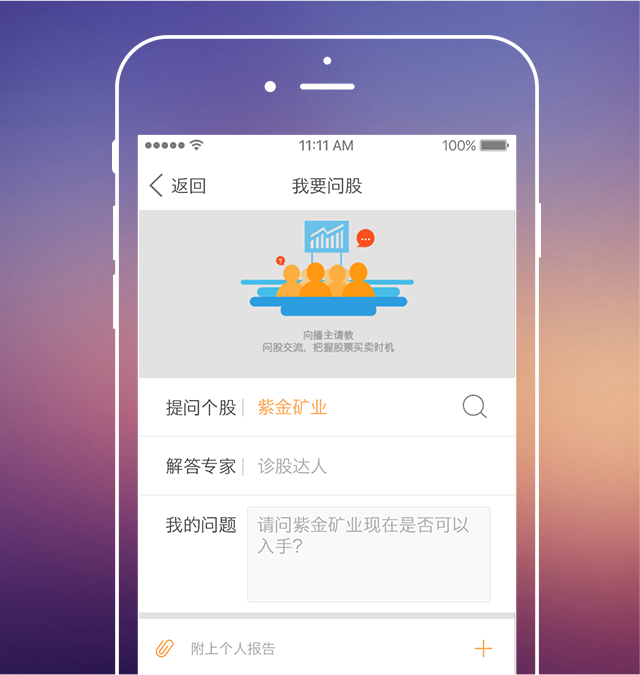 11:11 AM 100%
返回 我要问股
?
向播主请教
问股交流，把握股票买卖时机
提问个股 紫金矿业
解答专家 诊股达人
我的问题 请问紫金矿业现在是否可以
入手?
附上个人报告